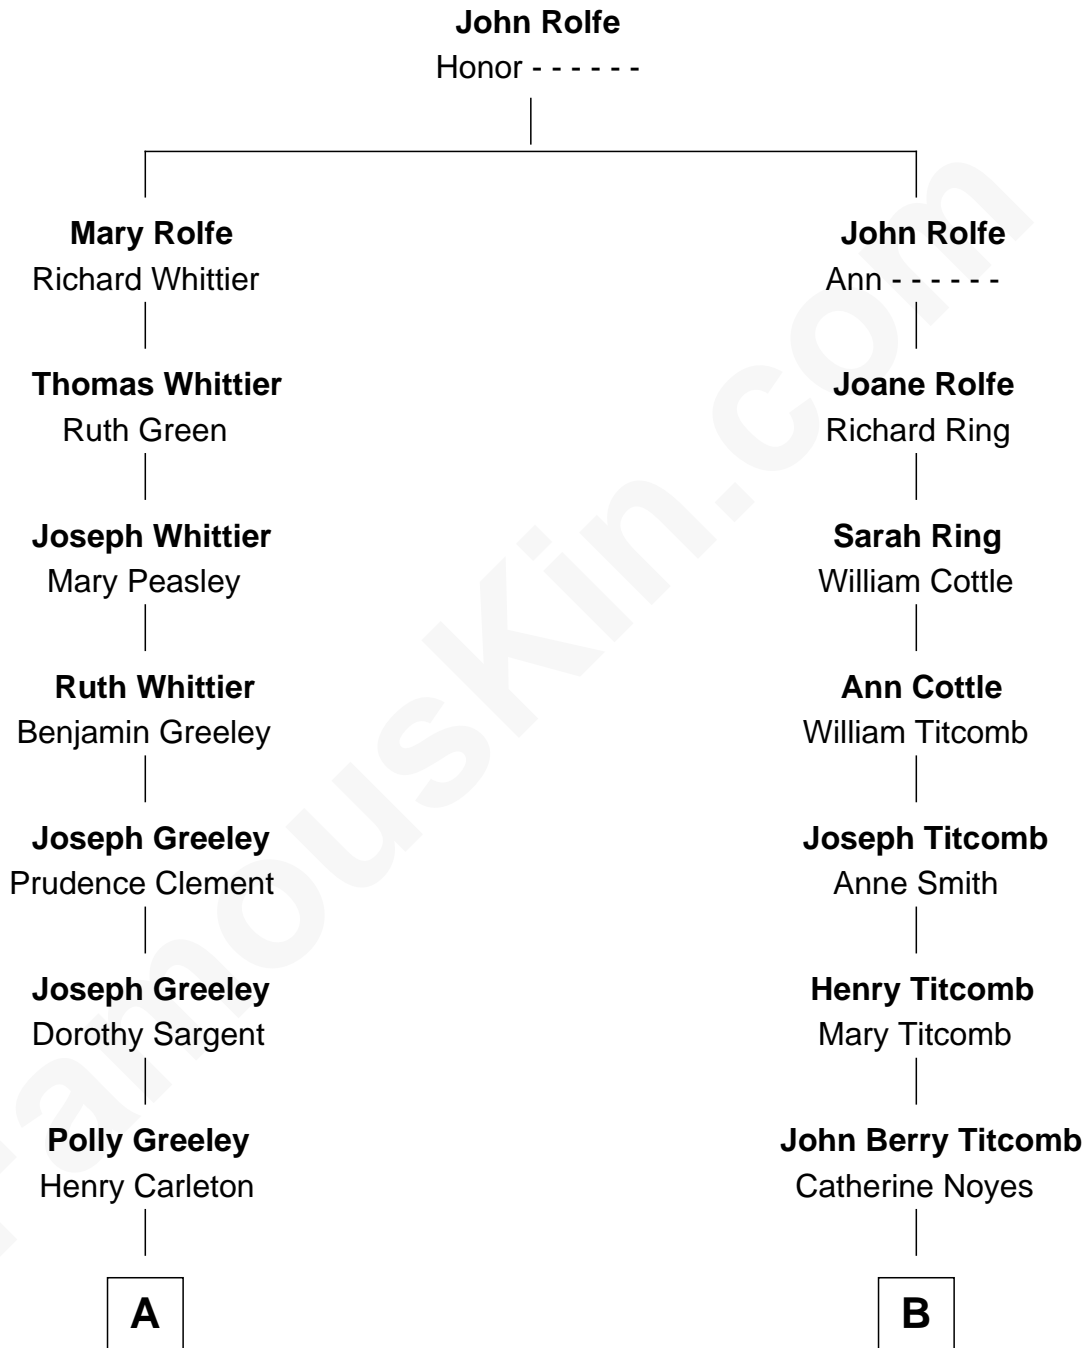 John Rolfe
Honor - - - - - -
Mary Rolfe
Richard Whittier
John Rolfe
Ann - - - - - -
Thomas Whittier
Ruth Green
Joane Rolfe
Richard Ring
Joseph Whittier
Mary Peasley
Sarah Ring
William Cottle
Ruth Whittier
Benjamin Greeley
Ann Cottle
William Titcomb
Joseph Greeley
Prudence Clement
Joseph Titcomb
Anne Smith
Joseph Greeley
Dorothy Sargent
Henry Titcomb
Mary Titcomb
Polly Greeley
Henry Carleton
John Berry Titcomb
Catherine Noyes
A
B
FamousKin.com